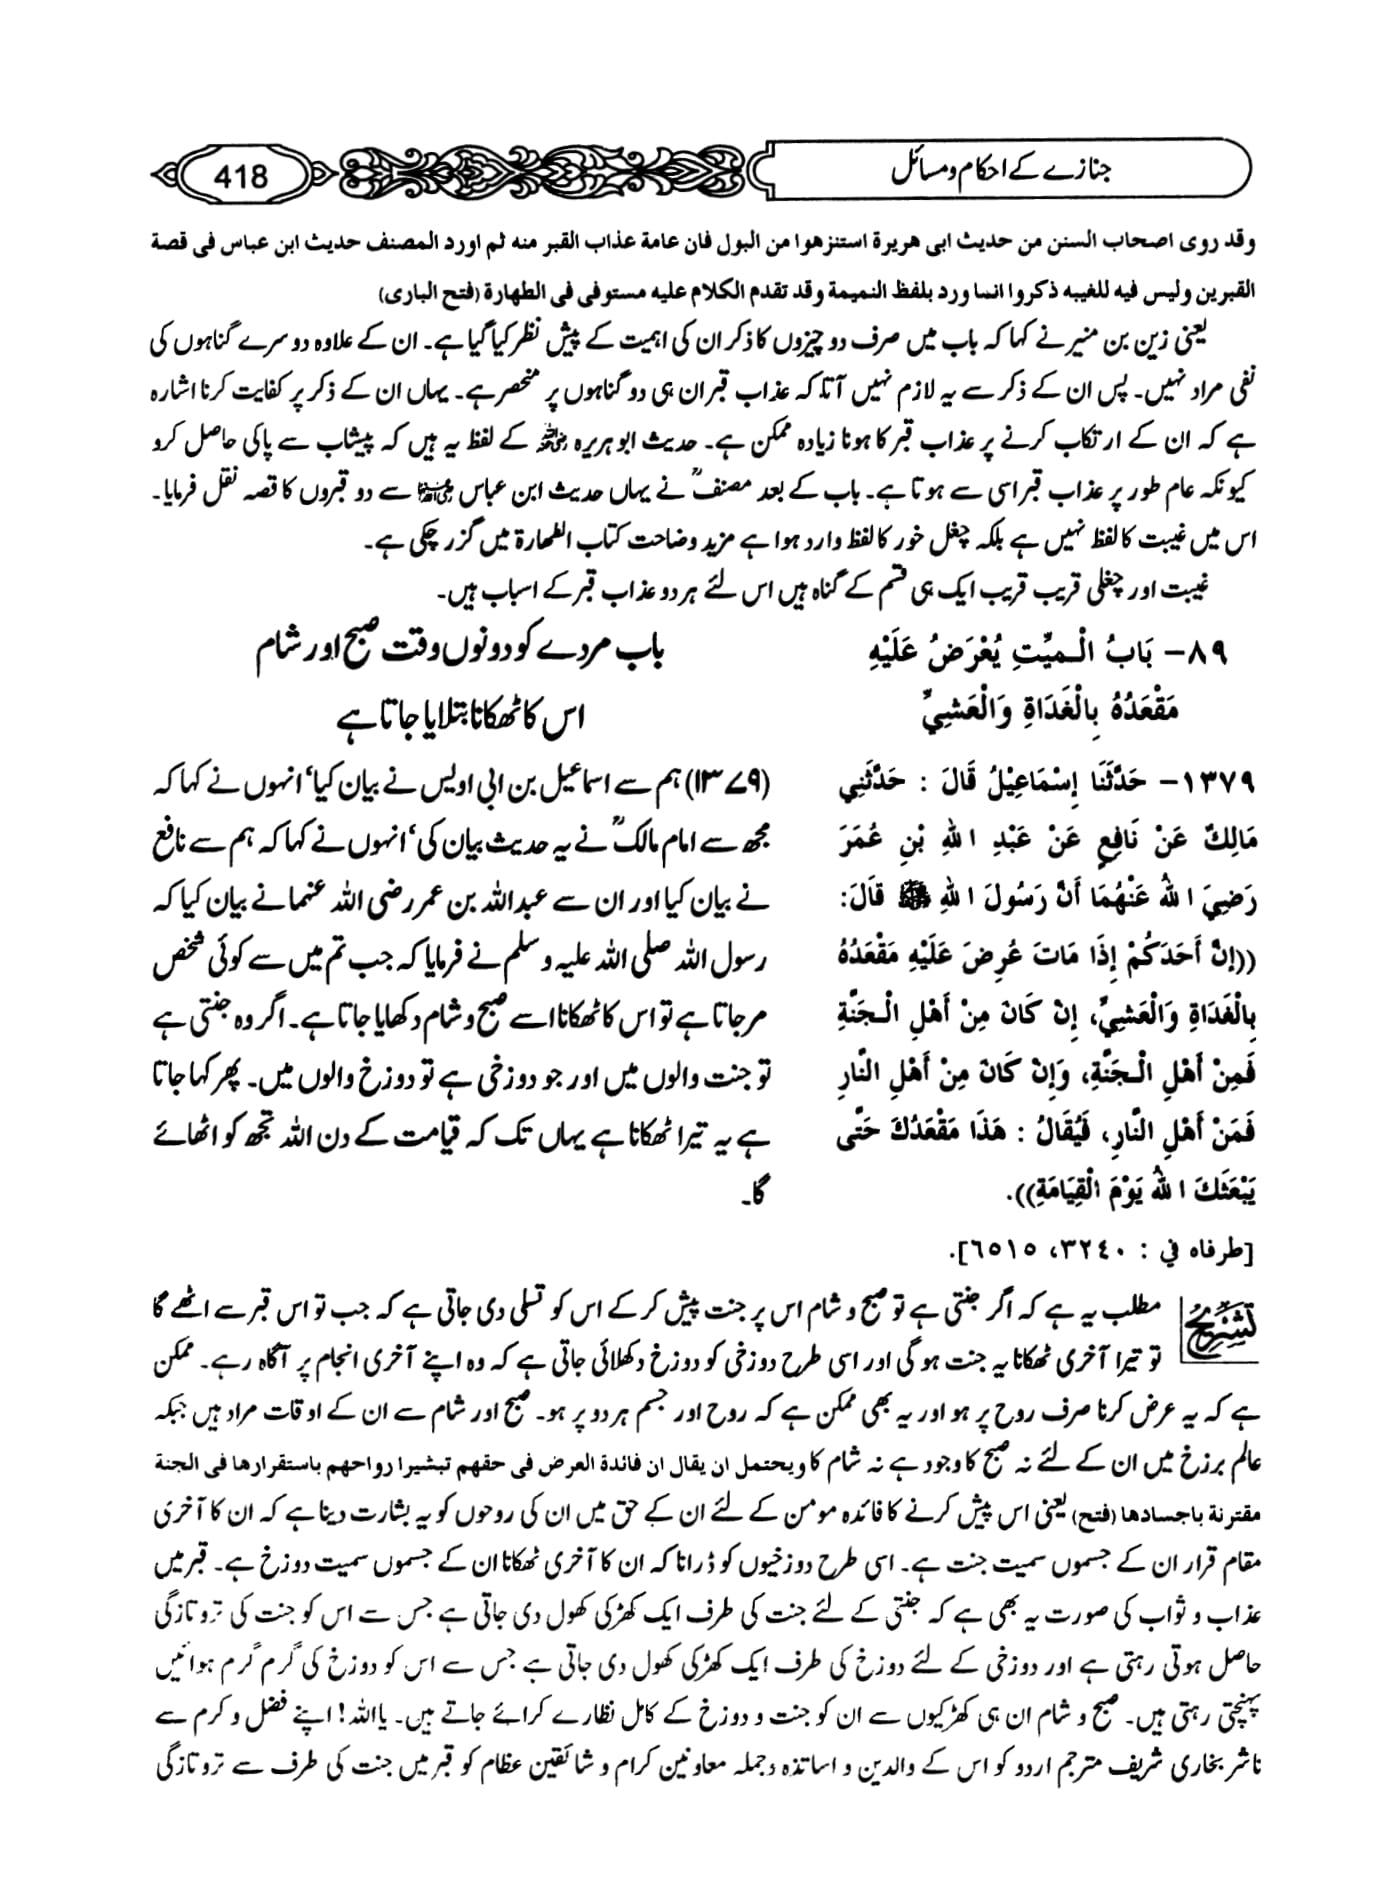 418
جنازے کے احکام و مسائل
وقد روى اصحاب السنن من حديث ابى هريرة استنزهوا من البول فان عامة عذاب القبر منه ثم اورد المصنف حديث ابن عباس فى قصة
القبرين وليس فيه للغيبه ذكروا انما ورد بلفظ النميمة وقد تقدم الكلام عليه مستوفى فى الطهارة (فتح البارى)
یعنی زین بن منیر نے کہا کہ باب میں صرف دو چیزوں کا ذکر ان کی اہمیت کے پیش نظر کیا گیا ہے۔ ان کے علاوہ دوسرے گناہوں کی
نفی مراد نہیں۔ پس ان کے ذکر سے یہ لازم نہیں آتا کہ عذاب قبر ان ہی دو گناہوں پر منحصر ہے۔ یہاں ان کے ذکر پر کفایت کرنا اشارہ
ہے کہ ان کے ارتکاب کرنے پر عذاب قبر کا ہونا زیادہ ممکن ہے۔ حدیث ابو ہریرہ رضی اللہ عنہ کے لفظ یہ ہیں کہ پیشاب سے پاکی حاصل کرو
کیونکہ عام طور پر عذاب قبر اسی سے ہوتا ہے۔ باب کے بعد مصنفؒ نے یہاں حدیث ابن عباس رضی اللہ عنہما سے دو قبروں کا قصہ نقل فرمایا۔
اس میں غیبت کا لفظ نہیں ہے بلکہ چغل خور کا لفظ وارد ہوا ہے مزید وضاحت کتاب الطہارۃ میں گزر چکی ہے۔
غیبت اور چغلی قریب قریب ایک ہی قسم کے گناہ ہیں اس لئے ہر دو عذاب قبر کے اسباب ہیں۔
٨٩- بَابُ الْـمَيِّتِ يُعْرَضُ عَلَيْهِ
مَقْعَدُهُ بِالْغَدَاةِ وَالْعَشِيِّ
باب مردے کو دونوں وقت صبح اور شام
اس کا ٹھکانا بتلایا جاتا ہے
١٣٧٩- حَدَّثَنَا إِسْمَاعِيْلُ قَالَ : حَدَّثَنِي
مَالِكٌ عَنْ نَافِعٍ عَنْ عَبْدِ اللهِ بْنِ عُمَرَ
رَضِيَ اللهُ عَنْهُمَا أَنَّ رَسُولَ اللهِ ﷺ قَالَ:
((إِنَّ أَحَدَكُمْ إِذَا مَاتَ عُرِضَ عَلَيْهِ مَقْعَدُهُ
بِالْغَدَاةِ وَالْعَشِيِّ، إِنْ كَانَ مِنْ أَهْلِ الْـجَنَّةِ
فَمِنْ أَهْلِ الْـجَنَّةِ، وَإِنْ كَانَ مِنْ أَهْلِ النَّارِ
فَمَنْ أَهْلِ النَّارِ، فَيُقَالُ : هَذَا مَقْعَدُكَ حَتَّى
يَبْعَثَكَ اللهُ يَوْمَ الْقِيَامَةِ)).
[طرفاه في : ٣٢٤٠، ٦٥١٥].
(۱۳۷۹) ہم سے اسماعیل بن ابی اویس نے بیان کیا‘ انہوں نے کہا کہ
مجھ سے امام مالکؒ نے یہ حدیث بیان کی‘ انہوں نے کہا کہ ہم سے نافع
نے بیان کیا اور ان سے عبداللہ بن عمر رضی اللہ عنہما نے بیان کیا کہ
رسول اللہ صلی اللہ علیہ و سلم نے فرمایا کہ جب تم میں سے کوئی شخص
مرجاتا ہے تو اس کا ٹھکانا اسے صبح و شام دکھایا جاتا ہے۔ اگر وہ جنتی ہے
تو جنت والوں میں اور جو دوزخی ہے تو دوزخ والوں میں۔ پھر کہا جاتا
ہے یہ تیرا ٹھکانا ہے یہاں تک کہ قیامت کے دن اللہ تجھ کو اٹھائے
گا۔
تشریح
مطلب یہ ہے کہ اگر جنتی ہے تو صبح و شام اس پر جنت پیش کر کے اس کو تسلی دی جاتی ہے کہ جب تو اس قبر سے اٹھے گا
تو تیرا آخری ٹھکانا یہ جنت ہو گی اور اسی طرح دوزخی کو دوزخ دکھلائی جاتی ہے کہ وہ اپنے آخری انجام پر آگاہ رہے۔ ممکن
ہے کہ یہ عرض کرنا صرف روح پر ہو اور یہ بھی ممکن ہے کہ روح اور جسم ہر دو پر ہو۔ صبح اور شام سے ان کے اوقات مراد ہیں جبکہ
عالم برزخ میں ان کے لئے نہ صبح کا وجود ہے نہ شام کا ويحتمل ان يقال ان فائدة العرض فى حقهم تبشيرا رواحهم باستقرارها فى الجنة
مقترنة باجسادها (فتح) یعنی اس پیش کرنے کا فائدہ مومن کے لئے ان کے حق میں ان کی روحوں کو یہ بشارت دینا ہے کہ ان کا آخری
مقام قرار ان کے جسموں سمیت جنت ہے۔ اسی طرح دوزخیوں کو ڈرانا کہ ان کا آخری ٹھکانا ان کے جسموں سمیت دوزخ ہے۔ قبر میں
عذاب و ثواب کی صورت یہ بھی ہے کہ جنتی کے لئے جنت کی طرف ایک کھڑکی کھول دی جاتی ہے جس سے اس کو جنت کی تروتازگی
حاصل ہوتی رہتی ہے اور دوزخی کے لئے دوزخ کی طرف ایک کھڑکی کھول دی جاتی ہے جس سے اس کو دوزخ کی گرم گرم ہوائیں
پہنچتی رہتی ہیں۔ صبح و شام ان ہی کھڑکیوں سے ان کو جنت و دوزخ کے کامل نظارے کرائے جاتے ہیں۔ یااللہ! اپنے فضل و کرم سے
ناشر بخاری شریف مترجم اردو کو اس کے والدین و اساتذہ و جملہ معاونین کرام و شائقین عظام کو قبر میں جنت کی طرف سے تروتازگی